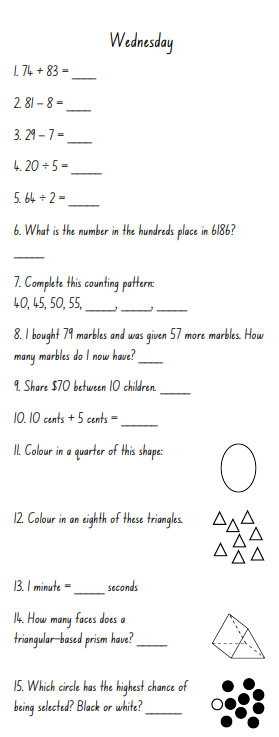 Wednesday
1. 74 + 83 = ____
2. 81 – 8 = ____
3. 29 – 7 = ____
4. 20 ÷ 5 = _____
5. 64 ÷ 2 = _____
6. What is the number in the hundreds place in 6186?
_____
7. Complete this counting pattern:
40, 45, 50, 55, _____, _____, _____
8. I bought 79 marbles and was given 57 more marbles. How
many marbles do I now have? ____
9. Share $70 between 10 children. _____
10. 10 cents + 5 cents = ______
11. Colour in a quarter of this shape:
12. Colour in an eighth of these triangles.
13. 1 minute = _____ seconds
14. How many faces does a
triangular-based prism have? _____
15. Which circle has the highest chance of
being selected? Black or white? ______